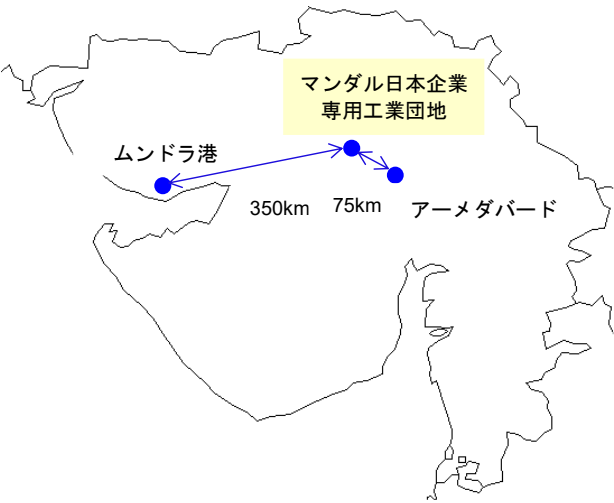 マンダル日本企業
専用工業団地
ムンドラ港
350km
75km
アーメダバード